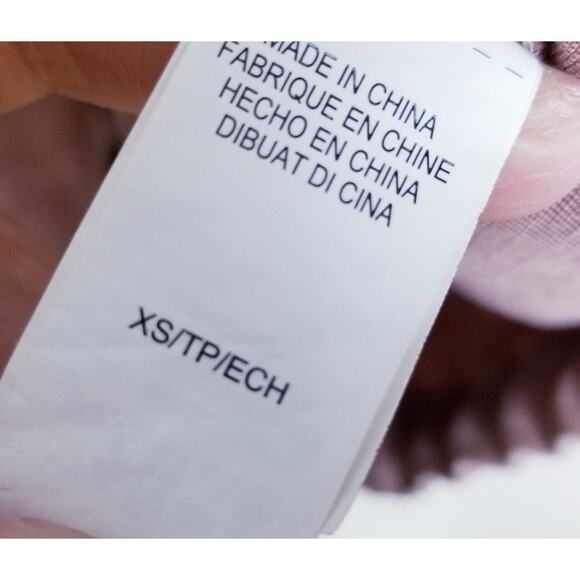 MADE IN CHINA
FABRIQUE EN CHINE
HECHO EN CHINA
DIBUAT DI CINA
XS/TP/ECH